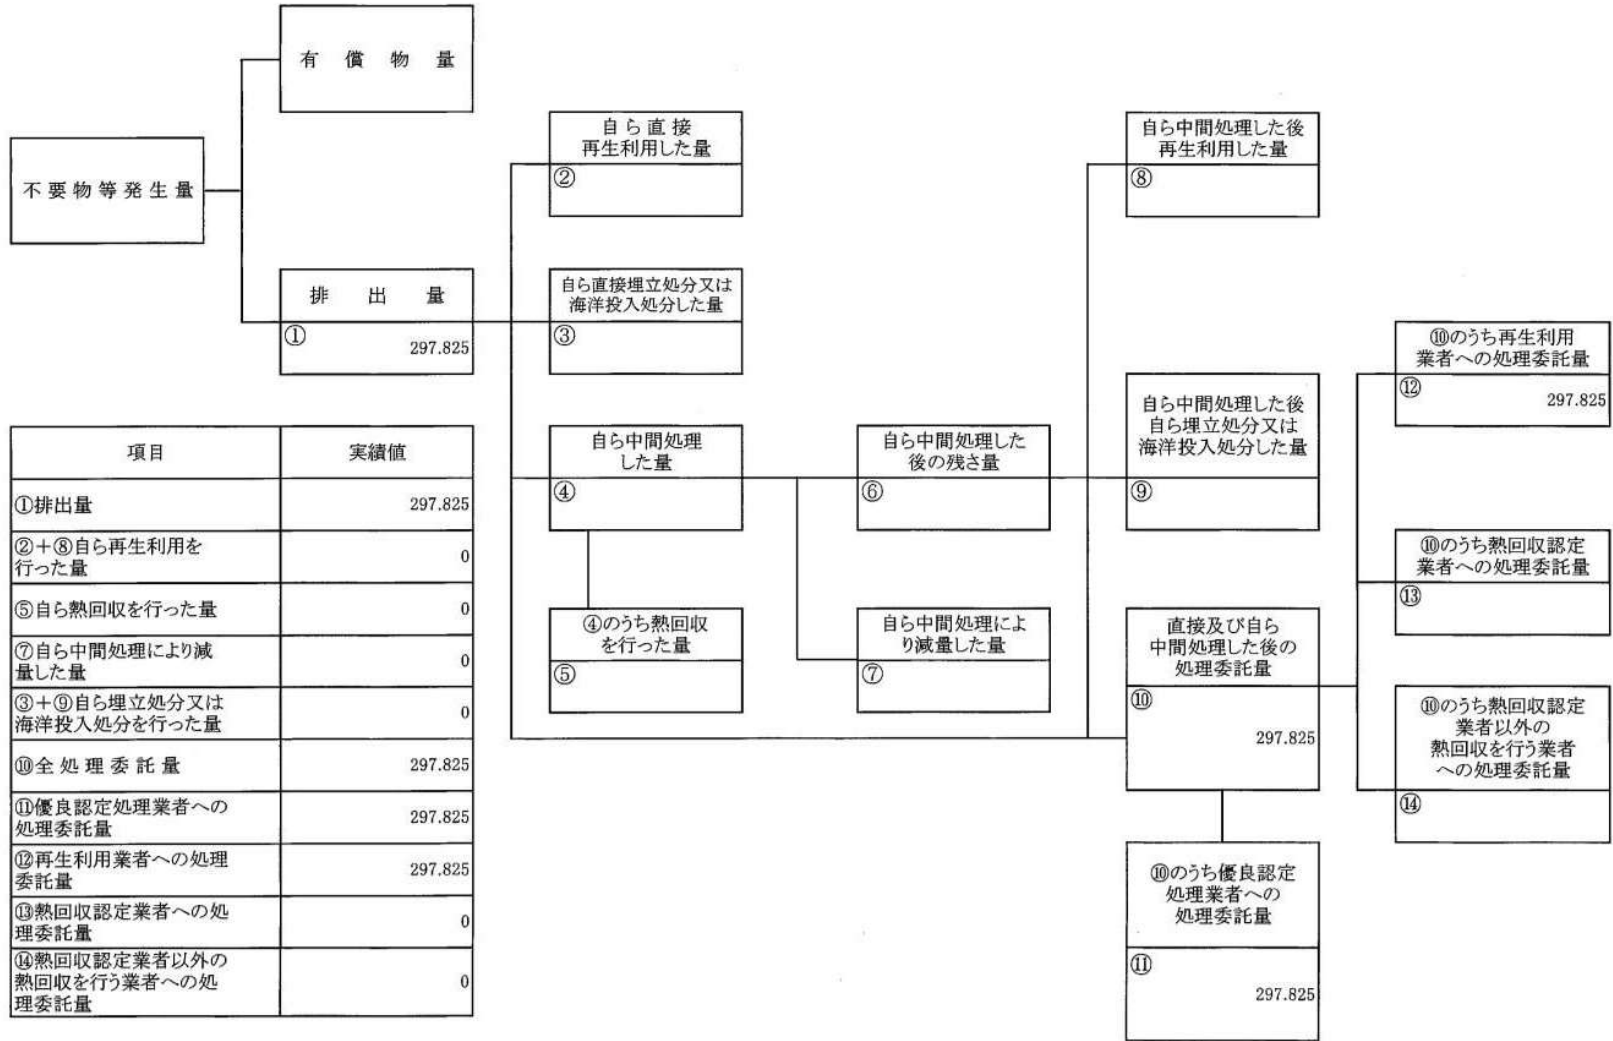 有償物量
不要物等発生量
排出量
①
297.825
自ら直接
再生利用した量
②
自ら直接埋立処分又は
海洋投入処分した量
③
自ら中間処理
した量
④
④のうち熱回収
を行った量
⑤
自ら中間処理した
後の残さ量
⑥
自ら中間処理によ
り減量した量
⑦
自ら中間処理した後
再生利用した量
⑧
自ら中間処理した後
自ら埋立処分又は
海洋投入処分した量
⑨
直接及び自ら
中間処理した後の
処理委託量
⑩
297.825
⑩のうち優良認定
処理業者への
処理委託量
⑪
297.825
⑩のうち再生利用
業者への処理委託量
⑫
297.825
⑩のうち熱回収認定
業者への処理委託量
⑬
⑩のうち熱回収認定
業者以外の
熱回収を行う業者
への処理委託量
⑭
項目 実績値
①排出量 297.825
②＋⑧自ら再生利用を
行った量 0
⑤自ら熱回収を行った量 0
⑦自ら中間処理により減
量した量 0
③＋⑨自ら埋立処分又は
海洋投入処分を行った量 0
⑩全処理委託量 297.825
⑪優良認定処理業者への
処理委託量 297.825
⑫再生利用業者への処理
委託量 297.825
⑬熱回収認定業者への処
理委託量 0
⑭熱回収認定業者以外の
熱回収を行う業者への処
理委託量 0